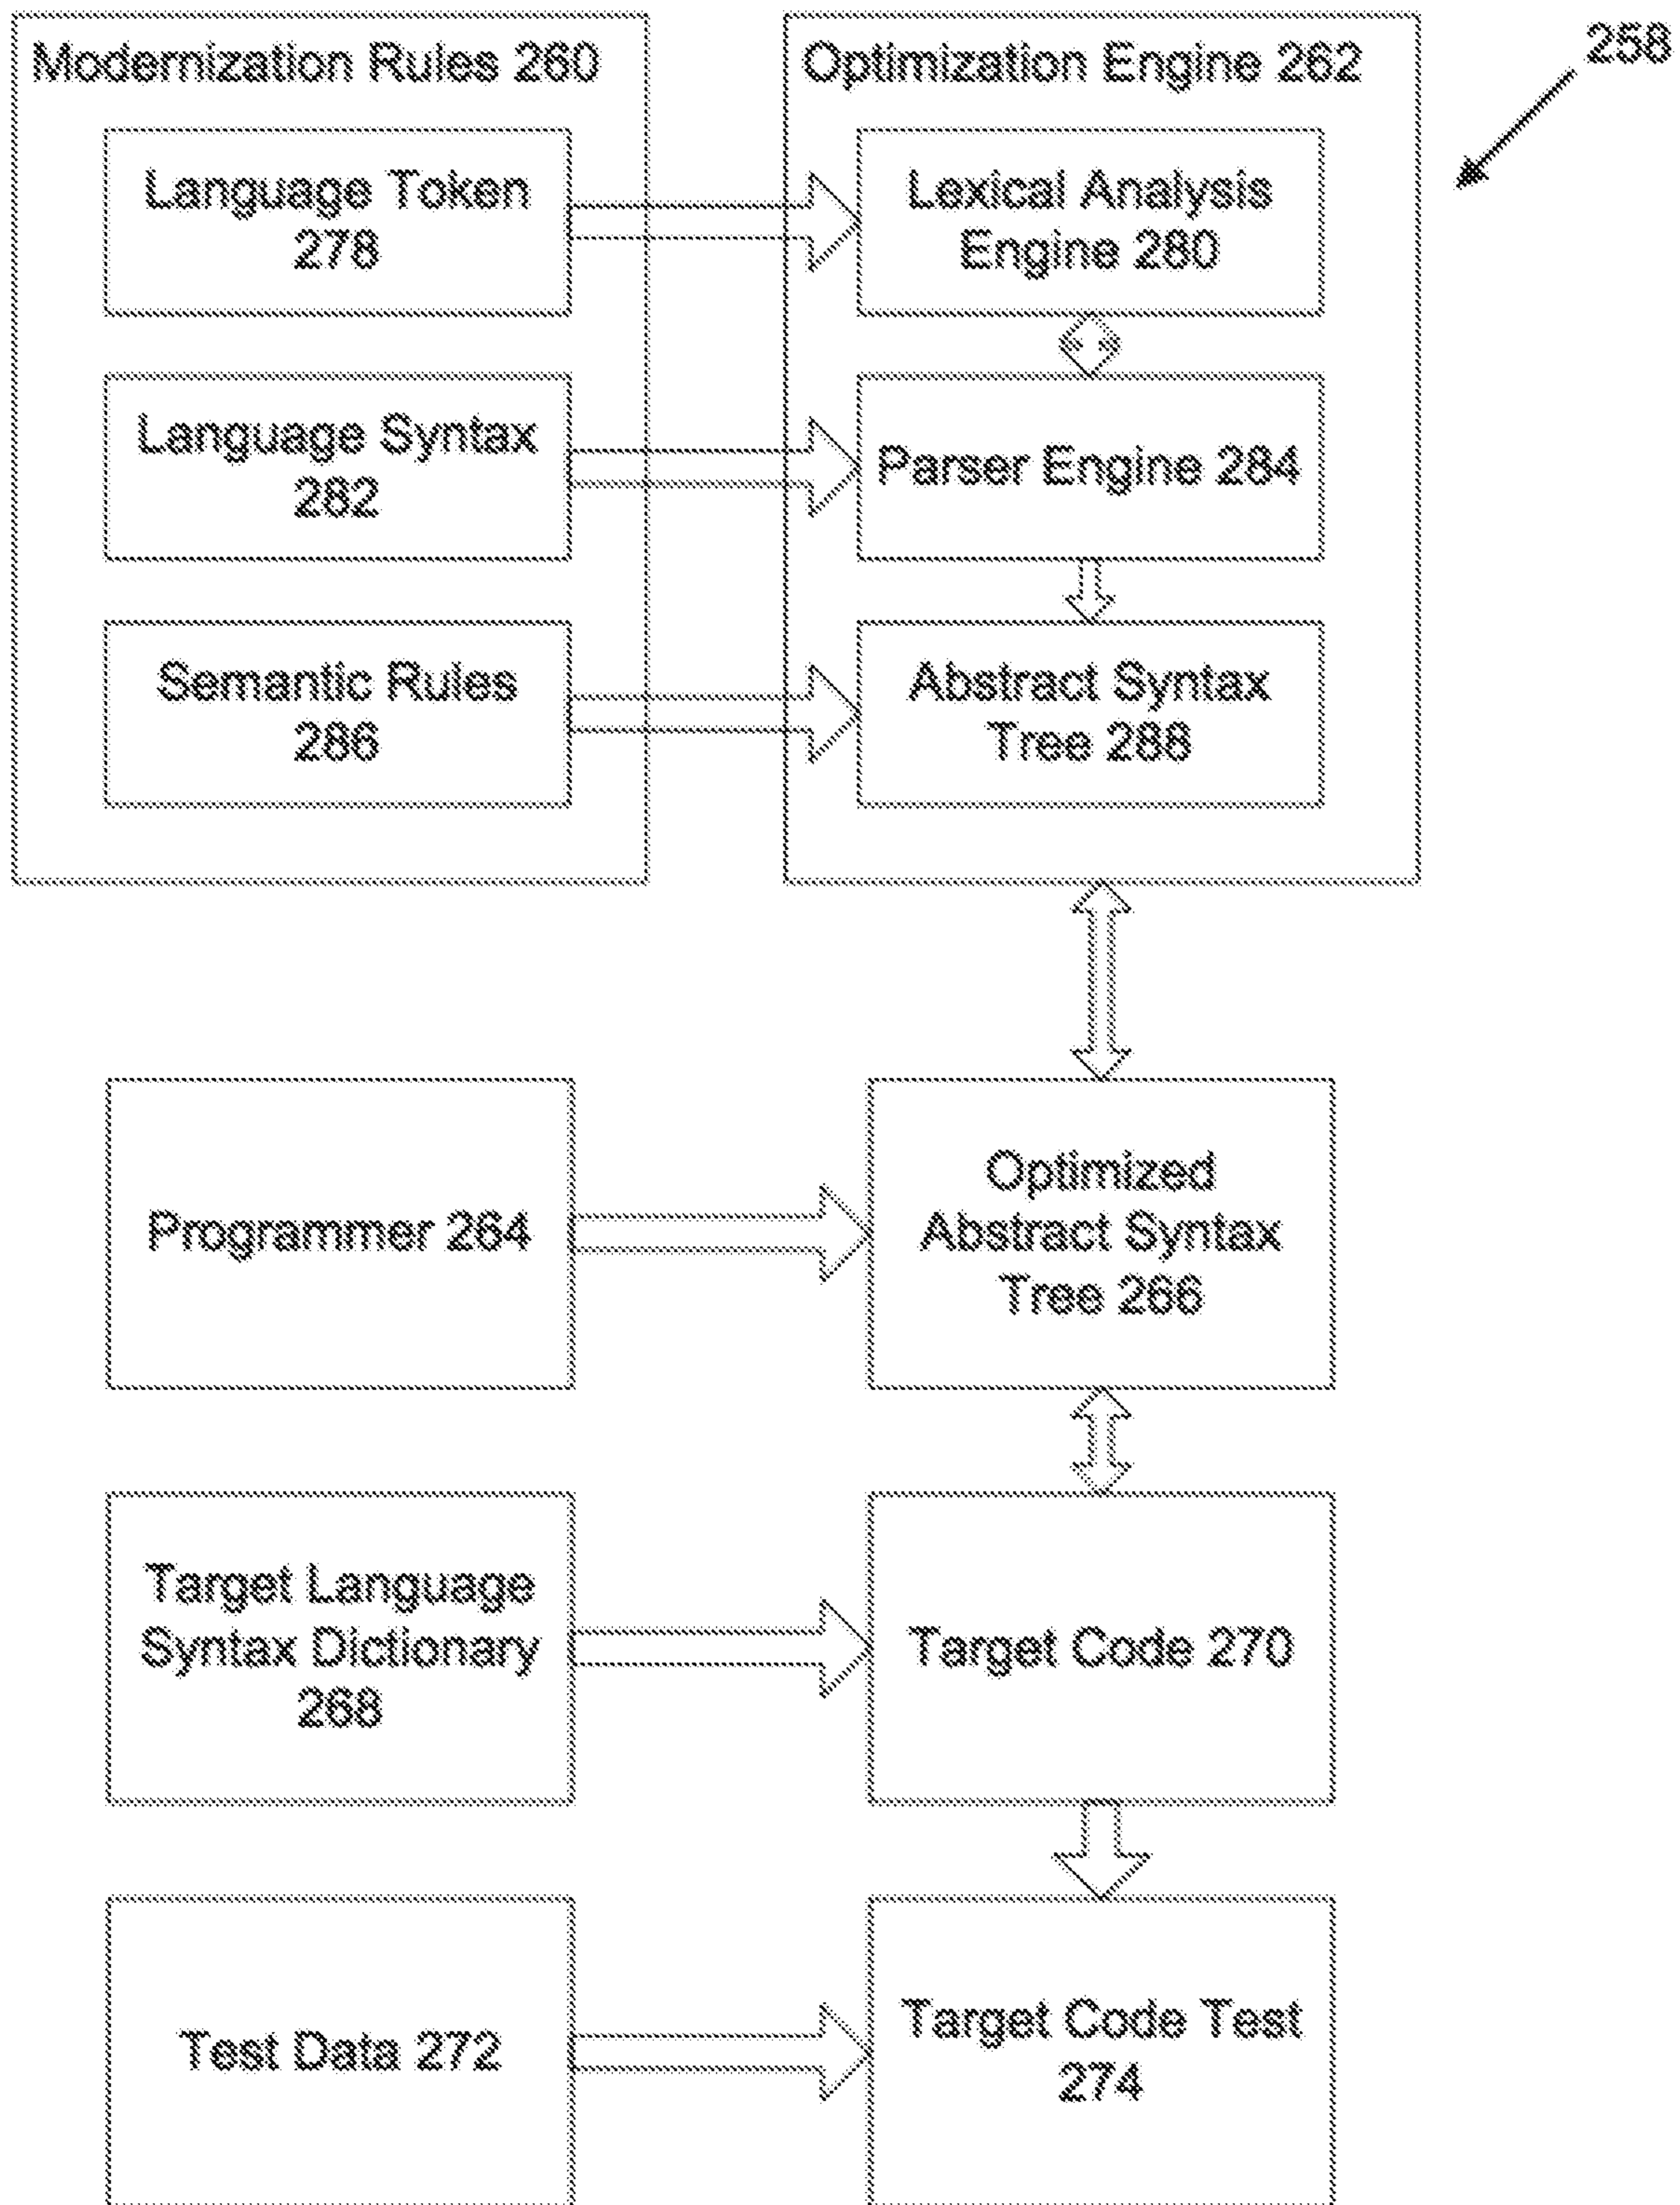 Modernization Rules 260
Optimization Engine 262
258
Language Token
278
Lexical Analysis
Engine 280
Language Syntax
282
Parser Engine 284
Semantic Rules
286
Abstract Syntax
Tree 288
Programmer 264
Optimized
Abstract Syntax
Tree 266
Target Language
Syntax Dictionary
268
Target Code 270
Test Data 272
Target Code Test
274